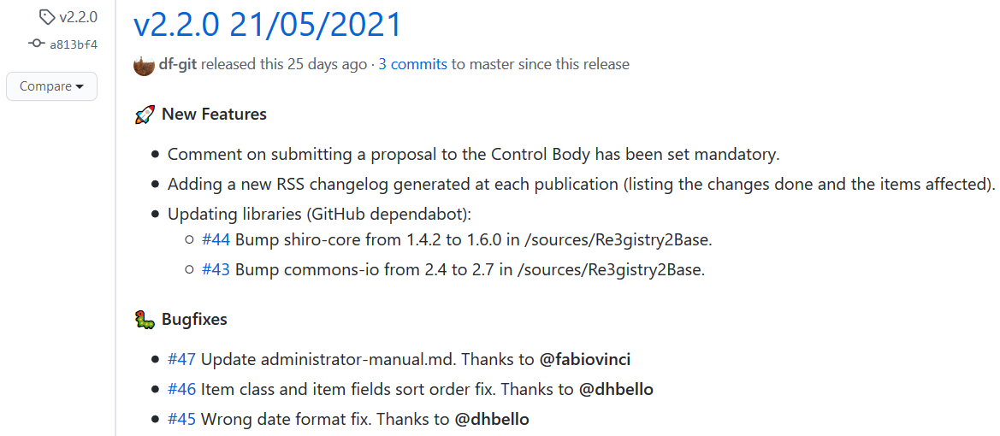 v2.2.0
a813bf4
Compare
v2.2.0 21/05/2021
df-git released this 25 days ago · 3 commits to master since this release
New Features
Comment on submitting a proposal to the Control Body has been set mandatory.
Adding a new RSS changelog generated at each publication (listing the changes done and the items affected).
Updating libraries (GitHub dependabot):
#44 Bump shiro-core from 1.4.2 to 1.6.0 in /sources/Re3gistry2Base.
#43 Bump commons-io from 2.4 to 2.7 in /sources/Re3gistry2Base.
Bugfixes
#47 Update administrator-manual.md. Thanks to @fabiovinci
#46 Item class and item fields sort order fix. Thanks to @dhbello
#45 Wrong date format fix. Thanks to @dhbello